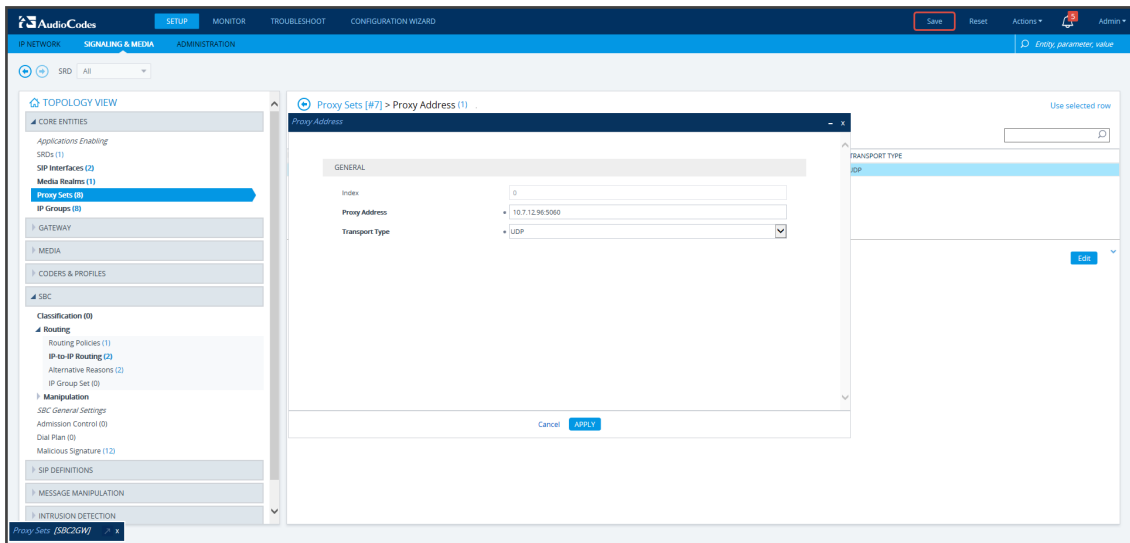 AudioCodes SETUP MONITOR TROUBLESHOOT CONFIGURATION WIZARD Save Reset Actions 5 Admin
IP NETWORK SIGNALING & MEDIA ADMINISTRATION Entity, parameter, value
SRD All
TOPOLOGY VIEW
CORE ENTITIES
Applications Enabling
SRDs (1)
SIP Interfaces (2)
Media Realms (1)
Proxy Sets (8)
IP Groups (8)
GATEWAY
MEDIA
CODERS & PROFILES
SBC
Classification (0)
Routing
Routing Policies (1)
IP-to-IP Routing (2)
Alternative Reasons (2)
IP Group Set (0)
Manipulation
SBC General Settings
Admission Control (0)
Dial Plan (0)
Malicious Signature (12)
SIP DEFINITIONS
MESSAGE MANIPULATION
INTRUSION DETECTION
Proxy Sets [SBC2GW] x
Proxy Sets [#7] > Proxy Address (1) .
Use selected row
Proxy Address – x
GENERAL
Index 0
Proxy Address 10.7.12.96:5060
Transport Type UDP
Cancel APPLY
TRANSPORT TYPE
UDP
Edit